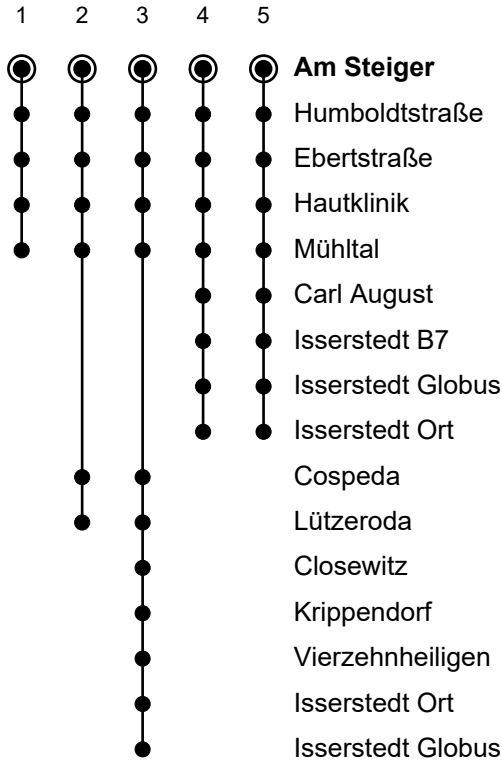 1 2 3 4 5
Am Steiger
Humboldtstraße
Ebertstraße
Hautklinik
Mühltal
Carl August
Isserstedt B7
Isserstedt Globus
Isserstedt Ort
Cospeda
Lützeroda
Closewitz
Krippendorf
Vierzehnheiligen
Isserstedt Ort
Isserstedt Globus